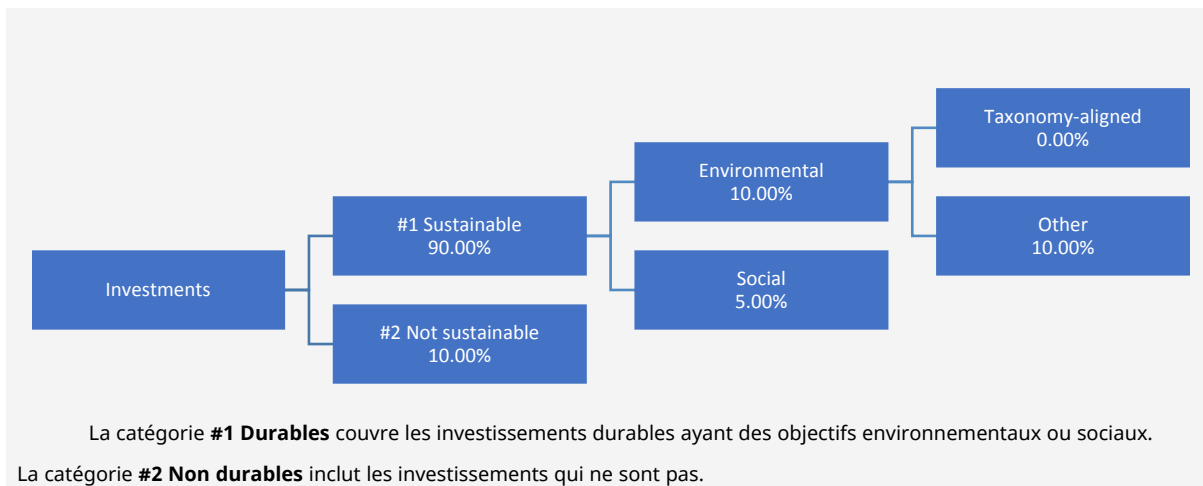 Taxonomy-aligned
0.00%
Environmental
10.00%
#1 Sustainable
90.00%
Other
10.00%
Investments
Social
5.00%
#2 Not sustainable
10.00%
La catégorie #1 Durables couvre les investissements durables ayant des objectifs environnementaux ou sociaux.
La catégorie #2 Non durables inclut les investissements qui ne sont pas.